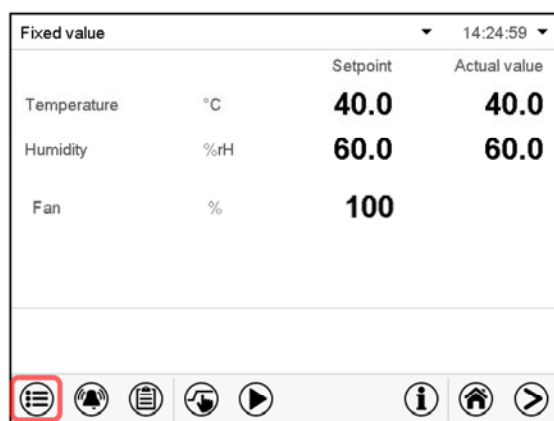 Fixed value 14:24:59
Setpoint Actual value
Temperature °C 40.0 40.0
Humidity %rH 60.0 60.0
Fan % 100